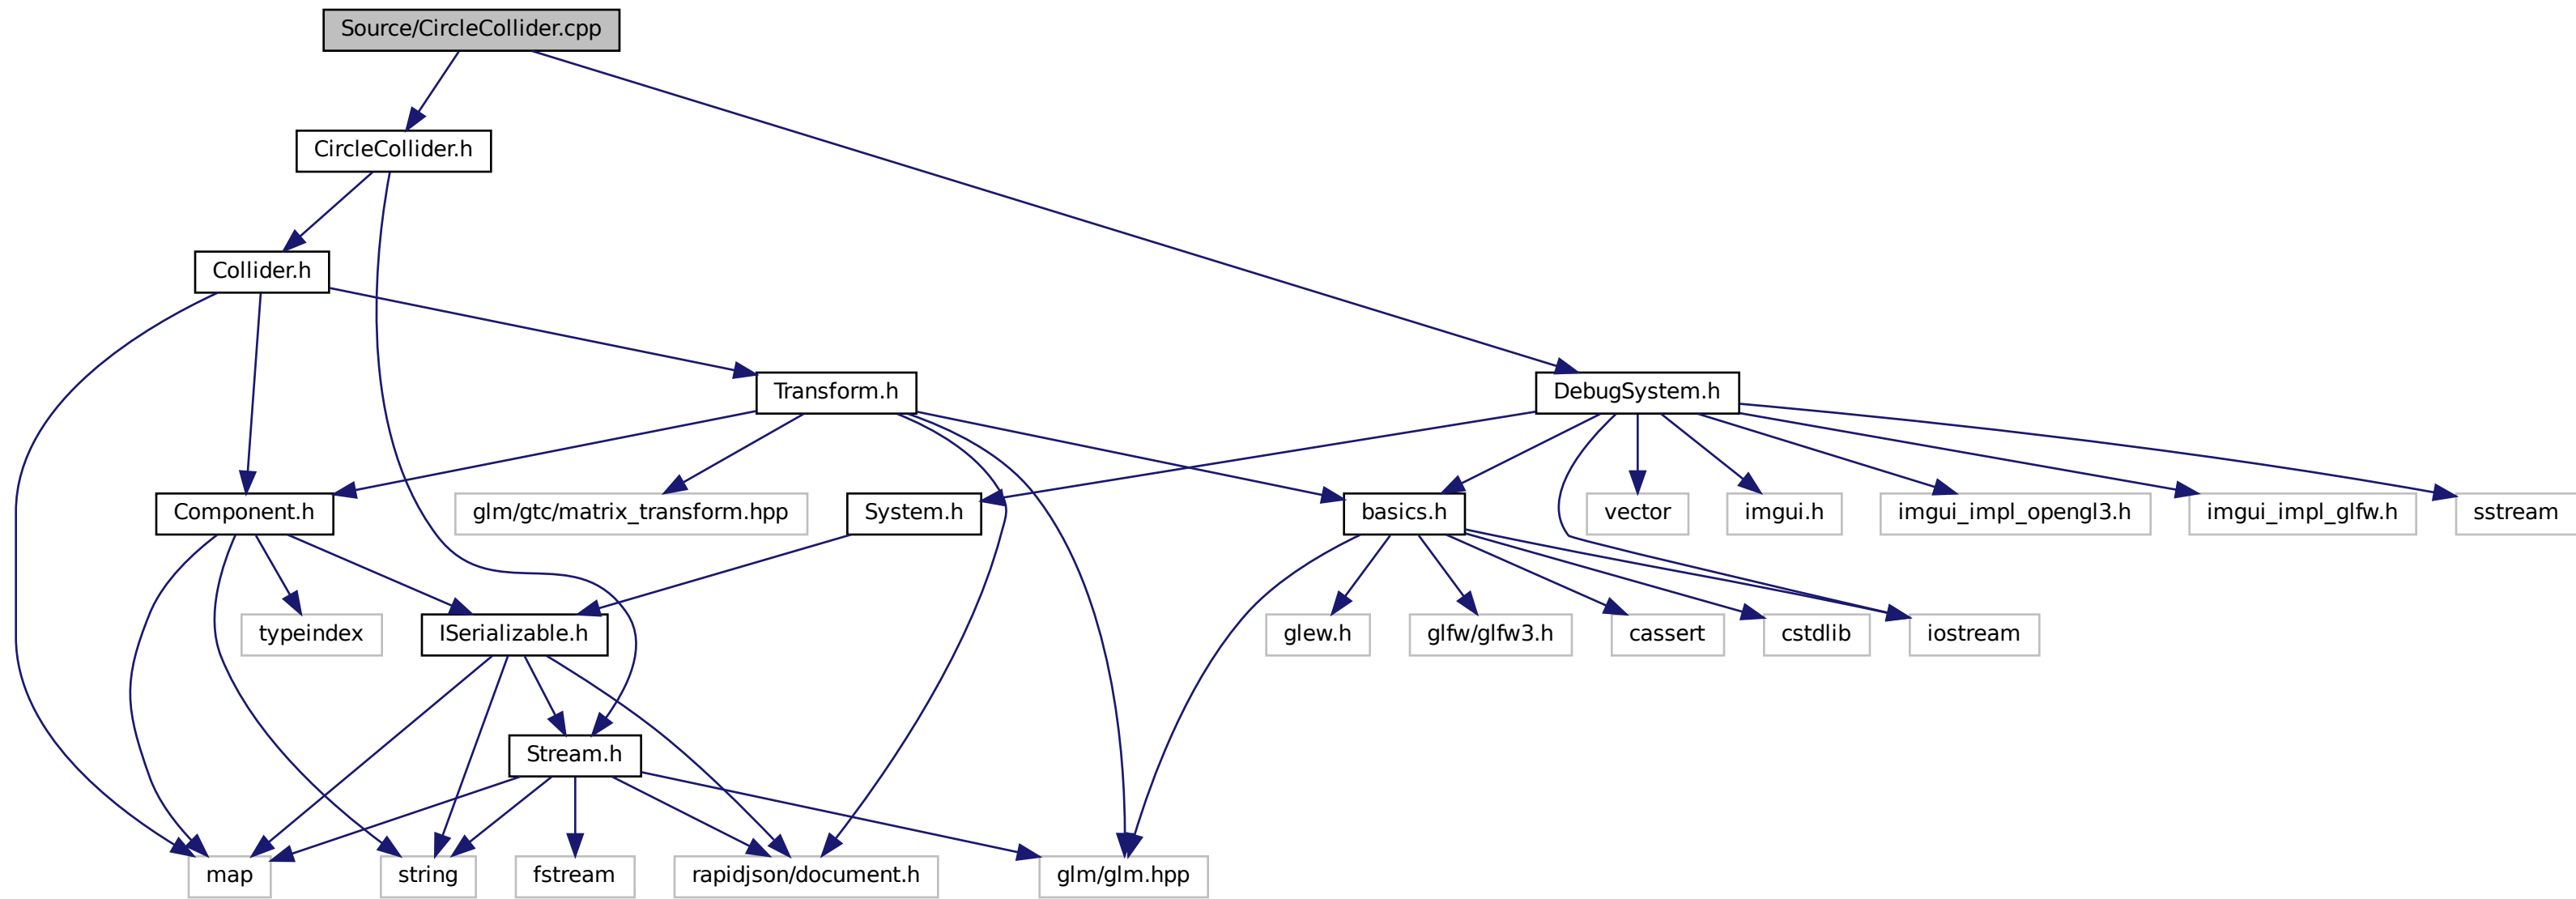 Source/CircleCollider.cpp
CircleCollider.h
Collider.h
Transform.h
DebugSystem.h
Component.h
glm/gtc/matrix_transform.hpp
System.h
basics.h
vector
imgui.h
imgui_impl_opengl3.h
imgui_impl_glfw.h
sstream
typeindex
ISerializable.h
glew.h
glfw/glfw3.h
cassert
cstdlib
iostream
Stream.h
map
string
fstream
rapidjson/document.h
glm/glm.hpp